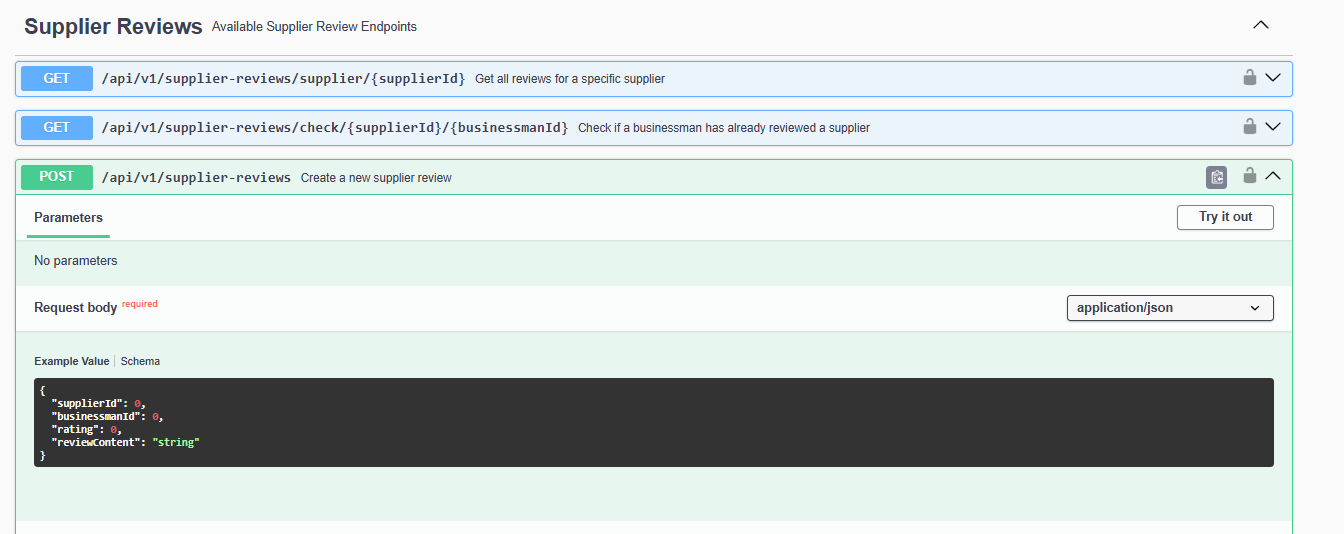 Supplier Reviews Available Supplier Review Endpoints
GET /api/v1/supplier-reviews/supplier/{supplierId} Get all reviews for a specific supplier
GET /api/v1/supplier-reviews/check/{supplierId}/{businessmanId} Check if a businessman has already reviewed a supplier
POST /api/v1/supplier-reviews Create a new supplier review
Parameters Try it out
No parameters
Request body required application/json
Example Value Schema
{
"supplierId": 0,
"businessmanId": 0,
"rating": 0,
"reviewContent": "string"
}